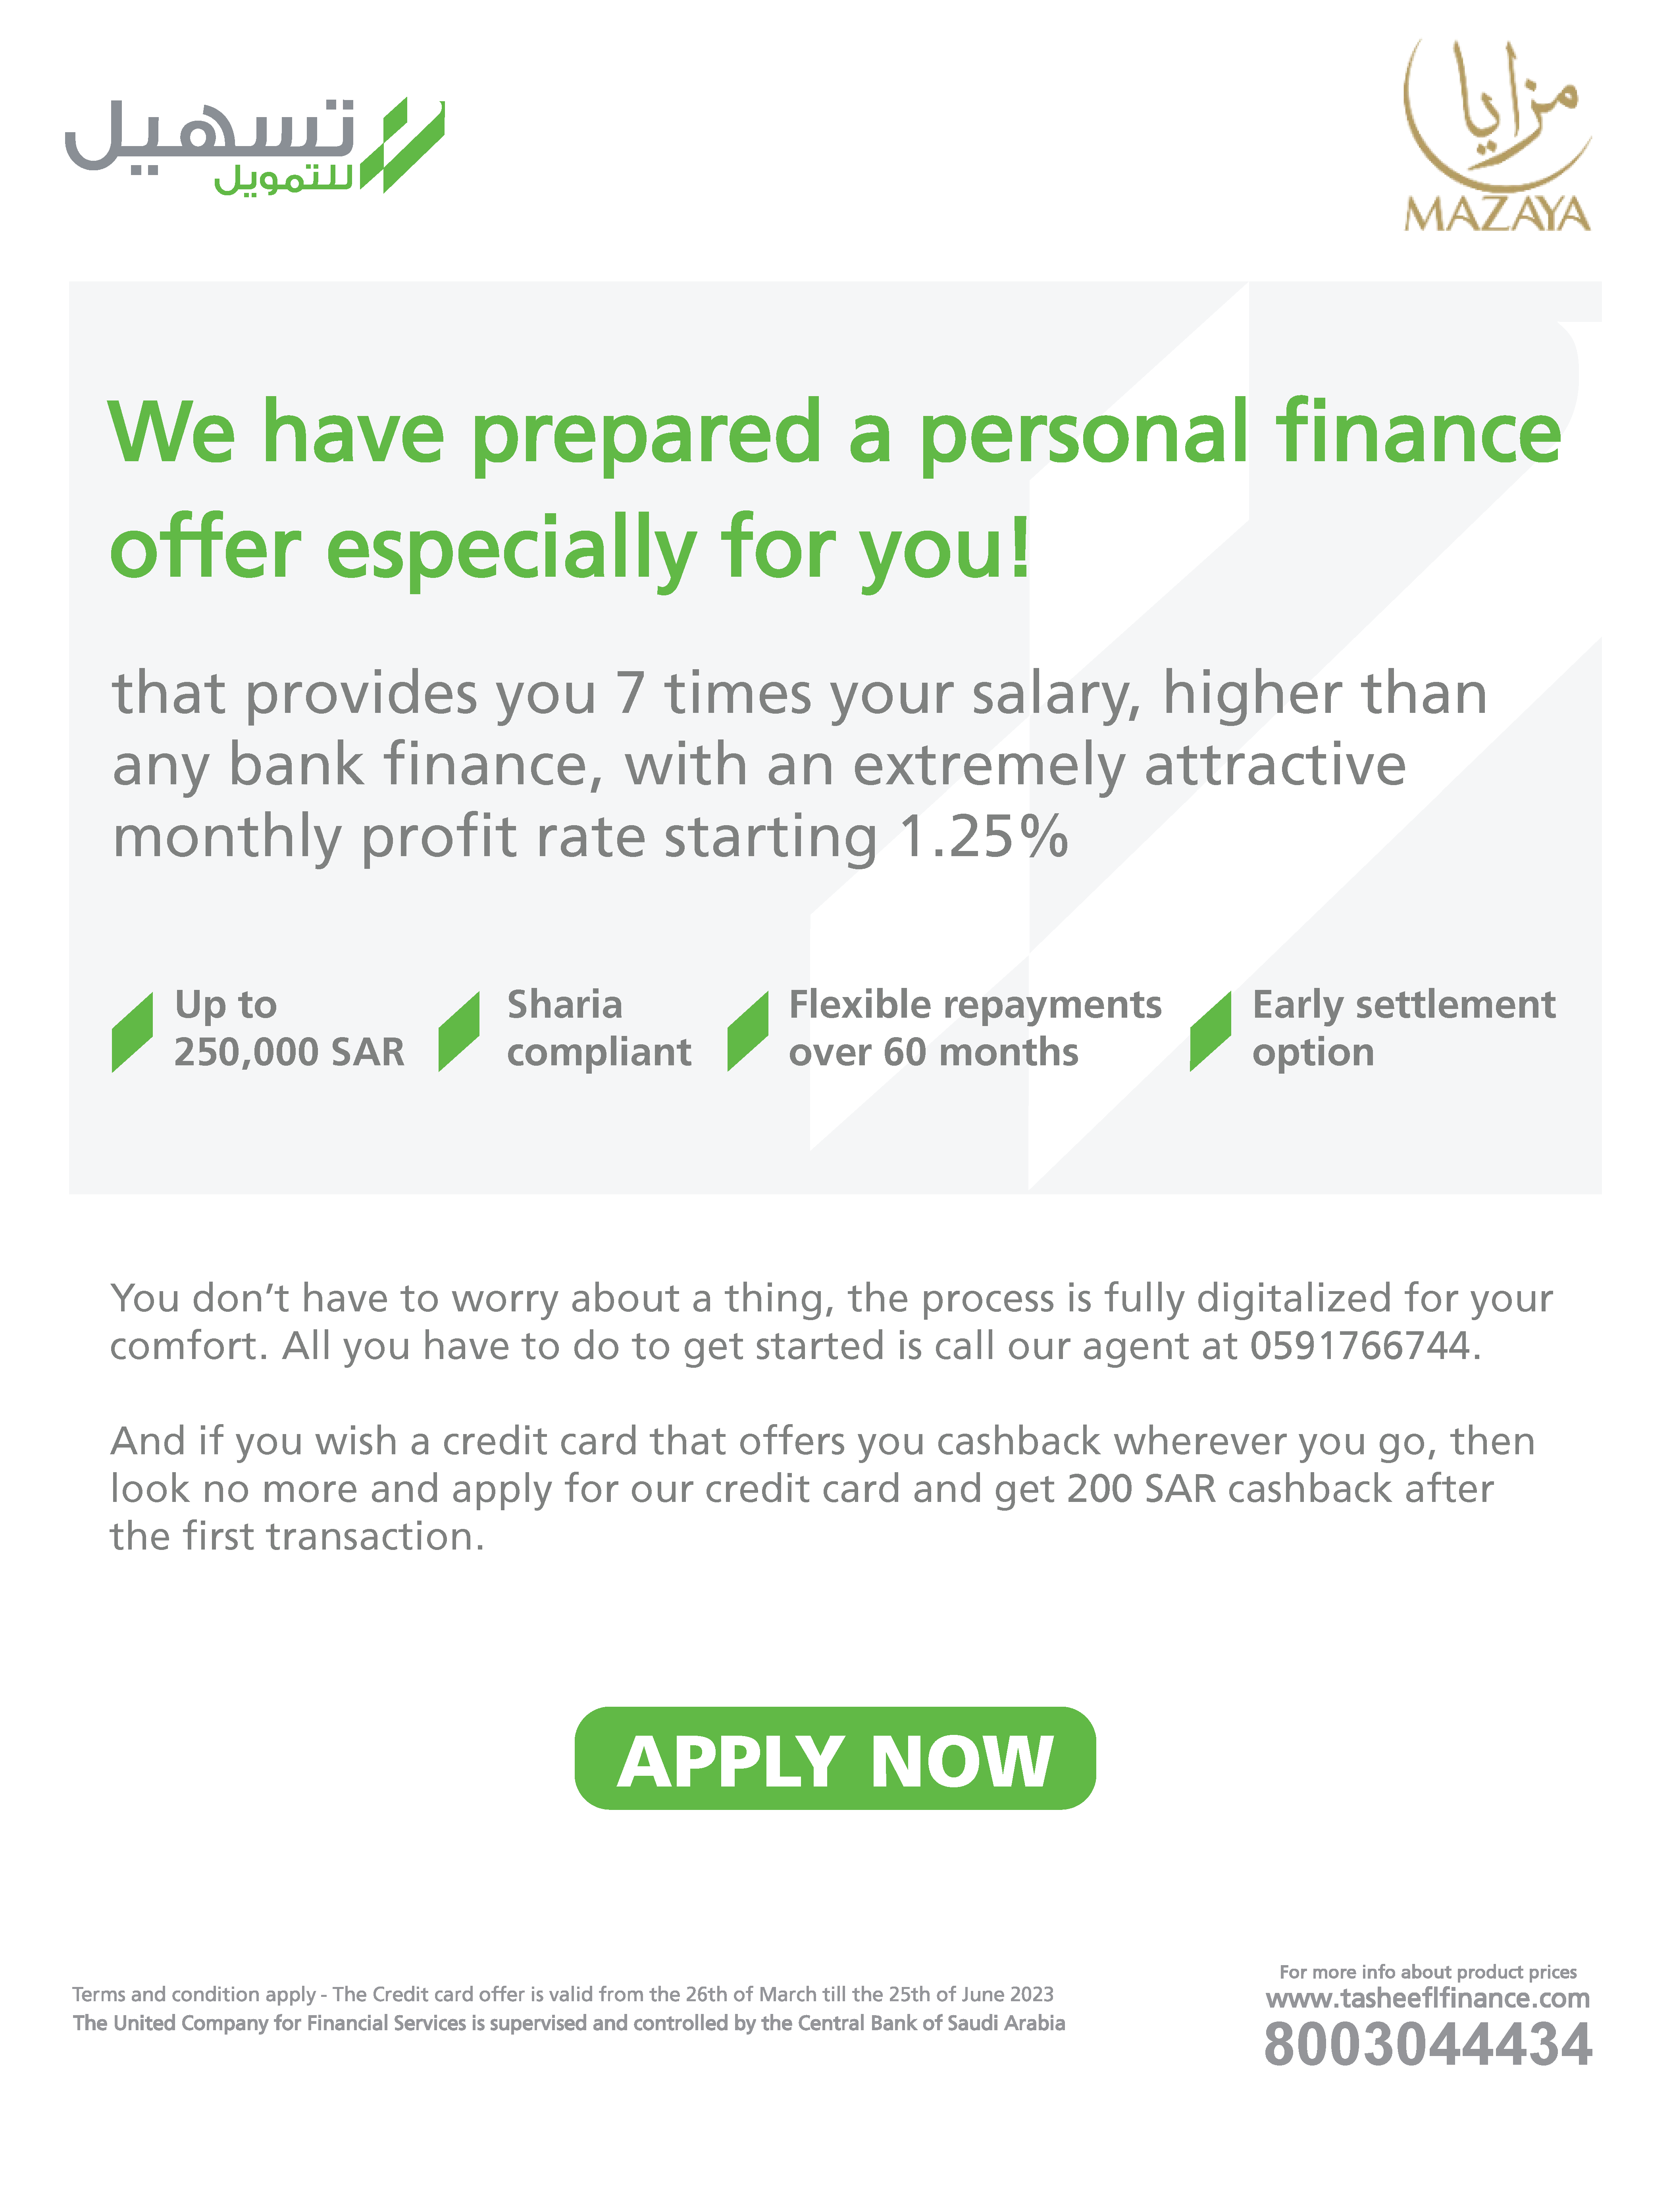 تسهيل
للتمويل
مزايا
MAZAYA
We have prepared a personal finance
offer especially for you!
that provides you 7 times your salary, higher than
any bank finance, with an extremely attractive
monthly profit rate starting 1.25%
Up to
250,000 SAR
Sharia
compliant
Flexible repayments
over 60 months
Early settlement
option
You don’t have to worry about a thing, the process is fully digitalized for your
comfort. All you have to do to get started is call our agent at 0591766744.
And if you wish a credit card that offers you cashback wherever you go, then
look no more and apply for our credit card and get 200 SAR cashback after
the first transaction.
APPLY NOW
Terms and condition apply - The Credit card offer is valid from the 26th of March till the 25th of June 2023
The United Company for Financial Services is supervised and controlled by the Central Bank of Saudi Arabia
For more info about product prices
www.tasheeflfinance.com
8003044434